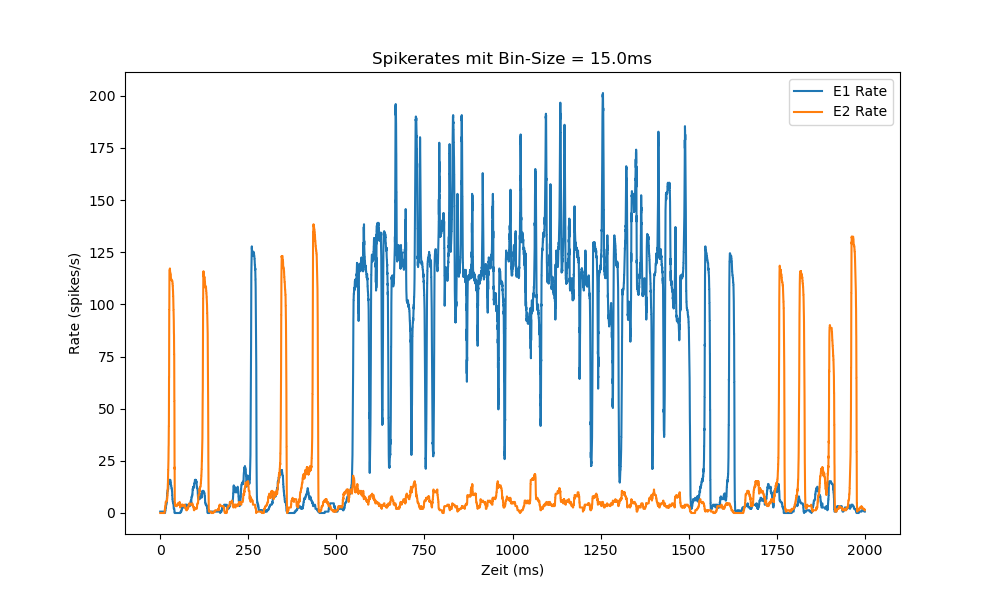 Spikerates mit Bin-Size = 15.0ms
E1 Rate
E2 Rate
200
175
150
125
100
75
50
25
0
Rate (spikes/s)
0 250 500 750 1000 1250 1500 1750 2000
Zeit (ms)